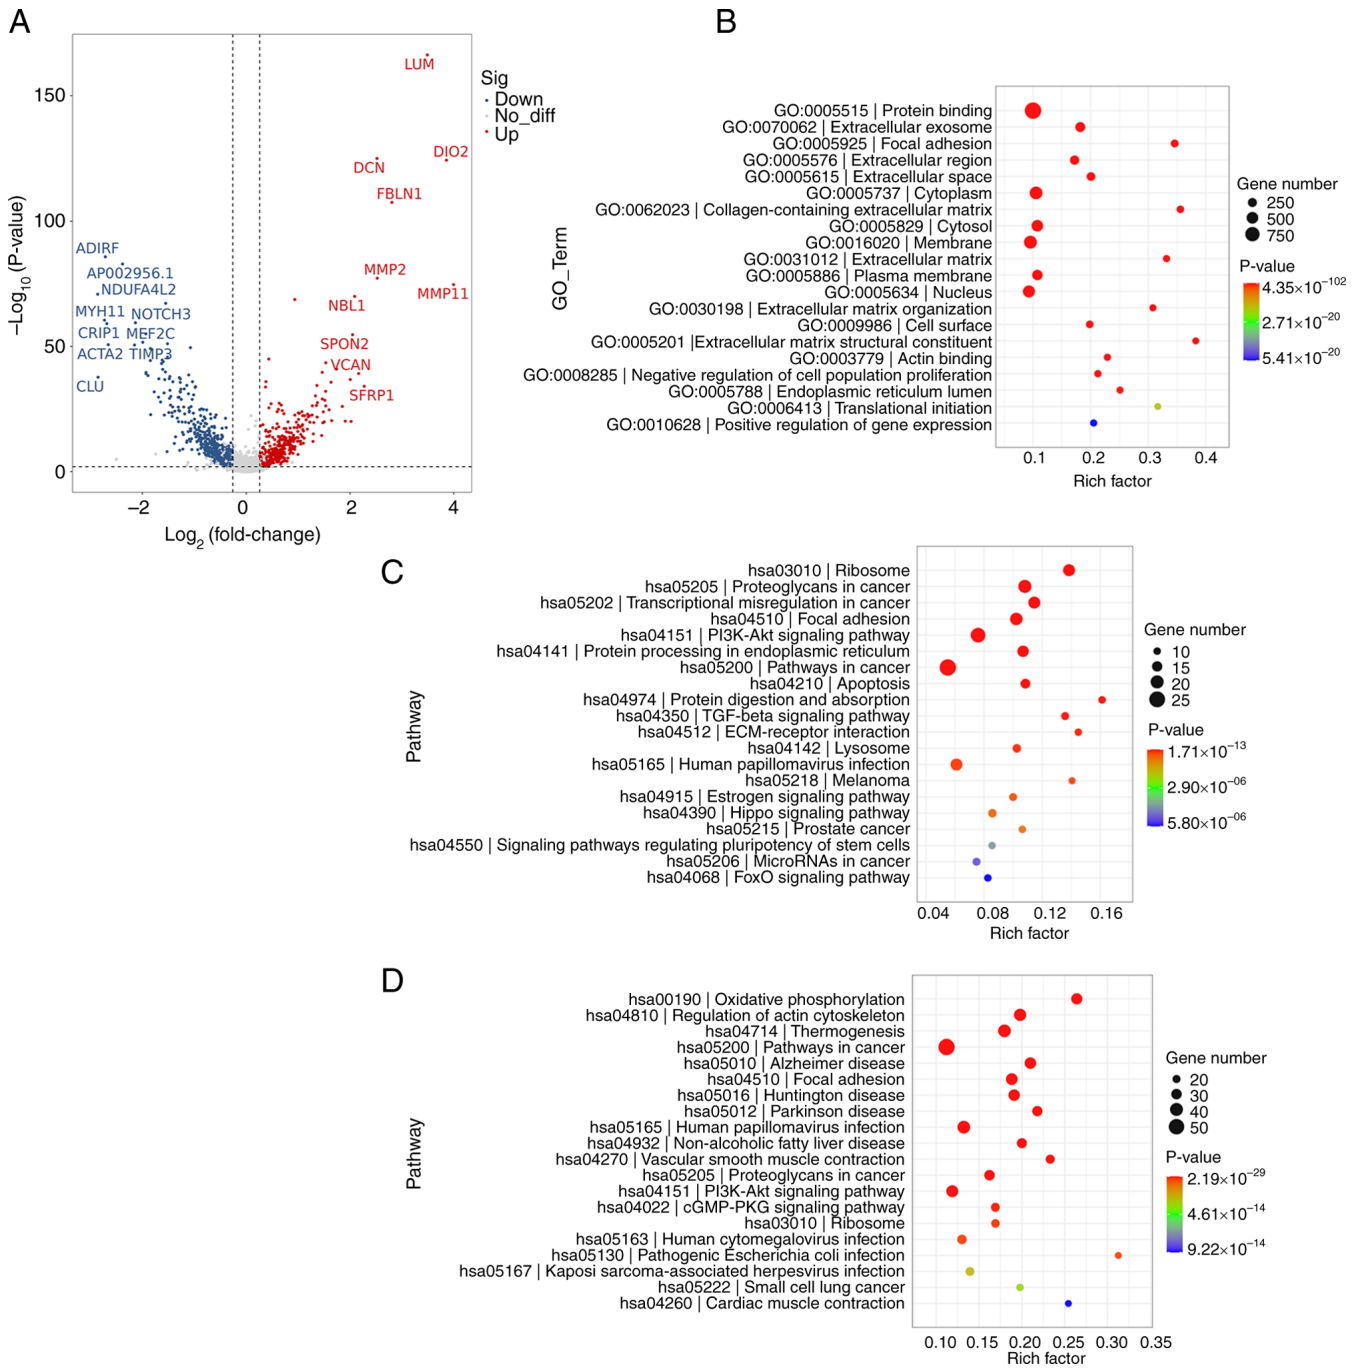 A
150
100
50
0
−Log10 (P-value)
−2
0
2
4
Log2 (fold-change)
LUM
DIO2
DCN
FBLN1
MMP2
MMP11
NBL1
SPON2
VCAN
SFRP1
ADIRF
AP002956.1
NDUFA4L2
MYH11
NOTCH3
CRIP1
MEF2C
ACTA2
TIMP3
CLU
Sig
Down
No_diff
Up
B
GO_Term
GO:0005515 | Protein binding
GO:0070062 | Extracellular exosome
GO:0005925 | Focal adhesion
GO:0005576 | Extracellular region
GO:0005615 | Extracellular space
GO:0005737 | Cytoplasm
GO:0062023 | Collagen-containing extracellular matrix
GO:0005829 | Cytosol
GO:0016020 | Membrane
GO:0031012 | Extracellular matrix
GO:0005886 | Plasma membrane
GO:0005634 | Nucleus
GO:0030198 | Extracellular matrix organization
GO:0009986 | Cell surface
GO:0005201 |Extracellular matrix structural constituent
GO:0003779 | Actin binding
GO:0008285 | Negative regulation of cell population proliferation
GO:0005788 | Endoplasmic reticulum lumen
GO:0006413 | Translational initiation
GO:0010628 | Positive regulation of gene expression
0.1
0.2
0.3
0.4
Rich factor
Gene number
250
500
750
P-value
4.35×10−102
2.71×10−20
5.41×10−20
C
Pathway
hsa03010 | Ribosome
hsa05205 | Proteoglycans in cancer
hsa05202 | Transcriptional misregulation in cancer
hsa04510 | Focal adhesion
hsa04151 | PI3K-Akt signaling pathway
hsa04141 | Protein processing in endoplasmic reticulum
hsa05200 | Pathways in cancer
hsa04210 | Apoptosis
hsa04974 | Protein digestion and absorption
hsa04350 | TGF-beta signaling pathway
hsa04512 | ECM-receptor interaction
hsa04142 | Lysosome
hsa05165 | Human papillomavirus infection
hsa05218 | Melanoma
hsa04915 | Estrogen signaling pathway
hsa04390 | Hippo signaling pathway
hsa05215 | Prostate cancer
hsa04550 | Signaling pathways regulating pluripotency of stem cells
hsa05206 | MicroRNAs in cancer
hsa04068 | FoxO signaling pathway
0.04
0.08
0.12
0.16
Rich factor
Gene number
10
15
20
25
P-value
1.71×10−13
2.90×10−06
5.80×10−06
D
Pathway
hsa00190 | Oxidative phosphorylation
hsa04810 | Regulation of actin cytoskeleton
hsa04714 | Thermogenesis
hsa05200 | Pathways in cancer
hsa05010 | Alzheimer disease
hsa04510 | Focal adhesion
hsa05016 | Huntington disease
hsa05012 | Parkinson disease
hsa05165 | Human papillomavirus infection
hsa04932 | Non-alcoholic fatty liver disease
hsa04270 | Vascular smooth muscle contraction
hsa05205 | Proteoglycans in cancer
hsa04151 | PI3K-Akt signaling pathway
hsa04022 | cGMP-PKG signaling pathway
hsa03010 | Ribosome
hsa05163 | Human cytomegalovirus infection
hsa05130 | Pathogenic Escherichia coli infection
hsa05167 | Kaposi sarcoma-associated herpesvirus infection
hsa05222 | Small cell lung cancer
hsa04260 | Cardiac muscle contraction
0.10
0.15
0.20
0.25
0.30
0.35
Rich factor
Gene number
20
30
40
50
P-value
2.19×10−29
4.61×10−14
9.22×10−14